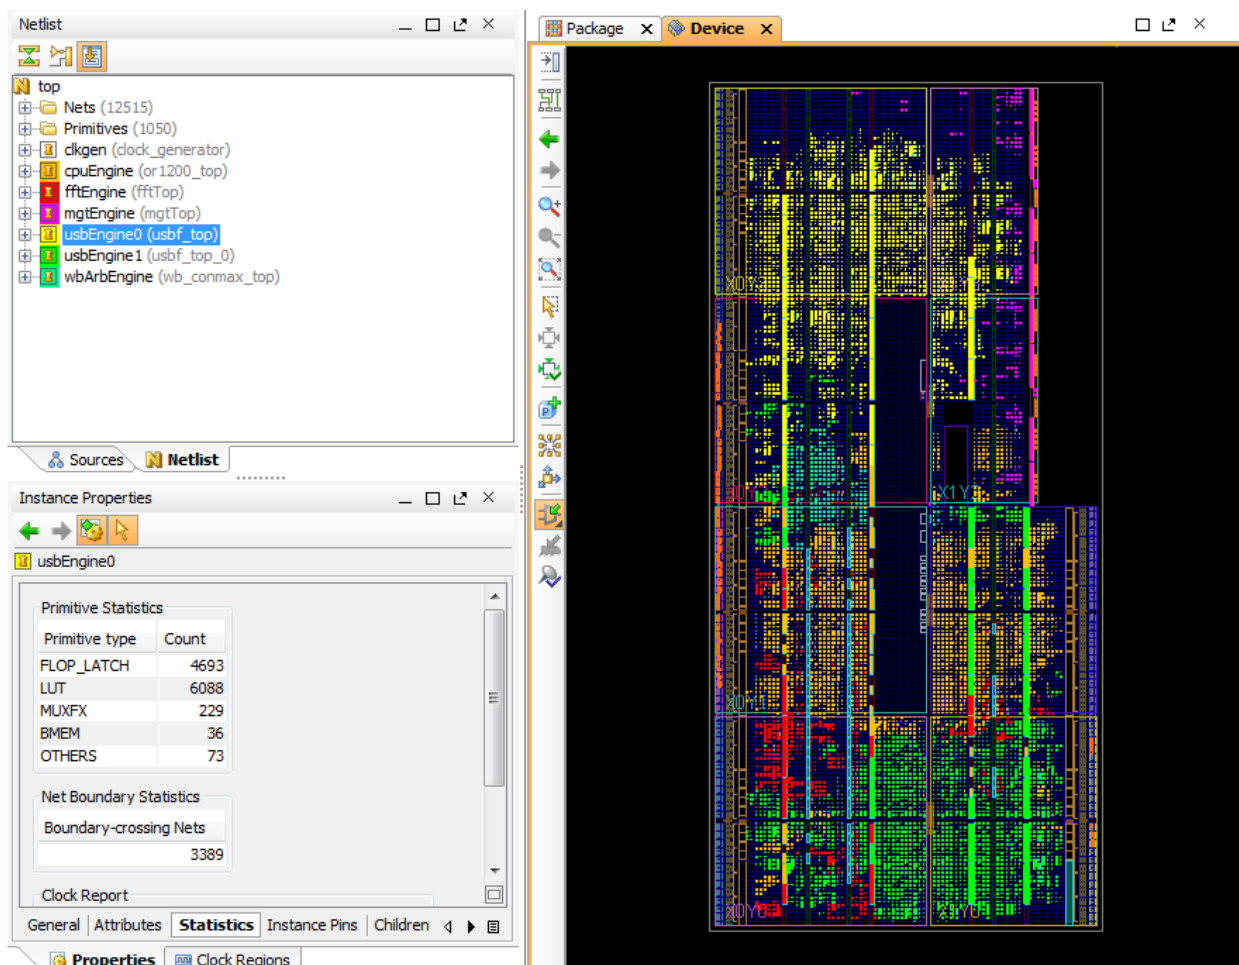 Netlist
top
Nets (12515)
Primitives (1050)
clkgen (clock_generator)
cpuEngine (or1200_top)
fftEngine (fftTop)
mgtEngine (mgtTop)
usbEngine0 (usbf_top)
usbEngine1 (usbf_top_0)
wbArbEngine (wb_conmax_top)
Sources Netlist
Instance Properties
usbEngine0
Primitive Statistics
Primitive type Count
FLOP_LATCH 4693
LUT 6088
MUXFX 229
BMEM 36
OTHERS 73
Net Boundary Statistics
Boundary-crossing Nets
3389
Clock Report
General Attributes Statistics Instance Pins Children
Properties Clock Regions
Package Device
X0Y1
X0Y0
X1Y0